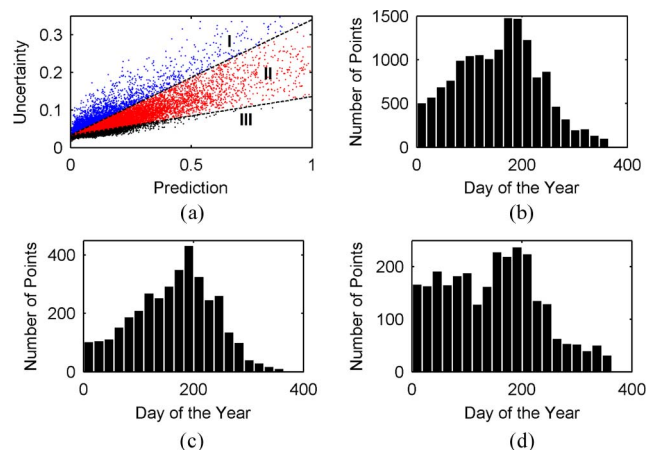 0.3
0.2
0.1
0
Uncertainty
I
II
III
0 0.5 1
Prediction
(a)
1500
1000
500
0
Number of Points
0 200 400
Day of the Year
(b)
400
200
0
Number of Points
0 200 400
Day of the Year
(c)
200
100
0
Number of Points
0 200 400
Day of the Year
(d)